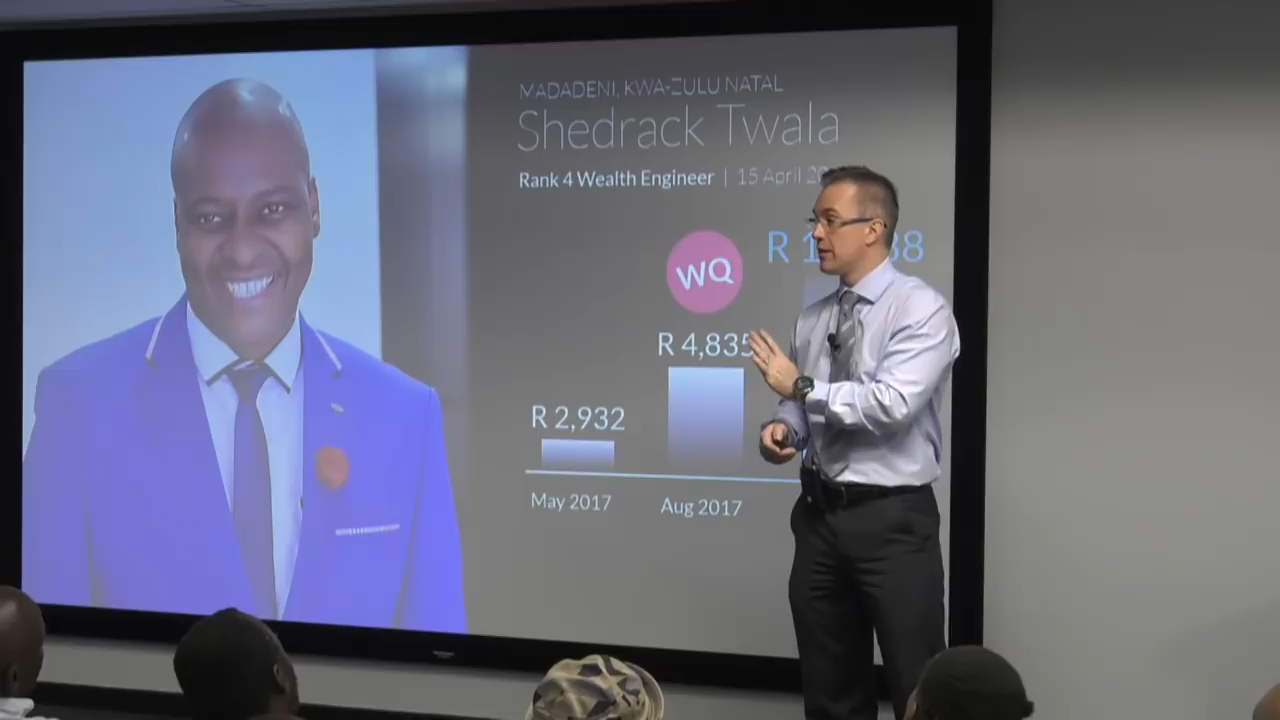 MADADENI, KWA-ZULU NATAL
Shedrack Twala
Rank 4 Wealth Engineer | 15 April
WQ
R 4,835
R 2,932
May 2017
Aug 2017